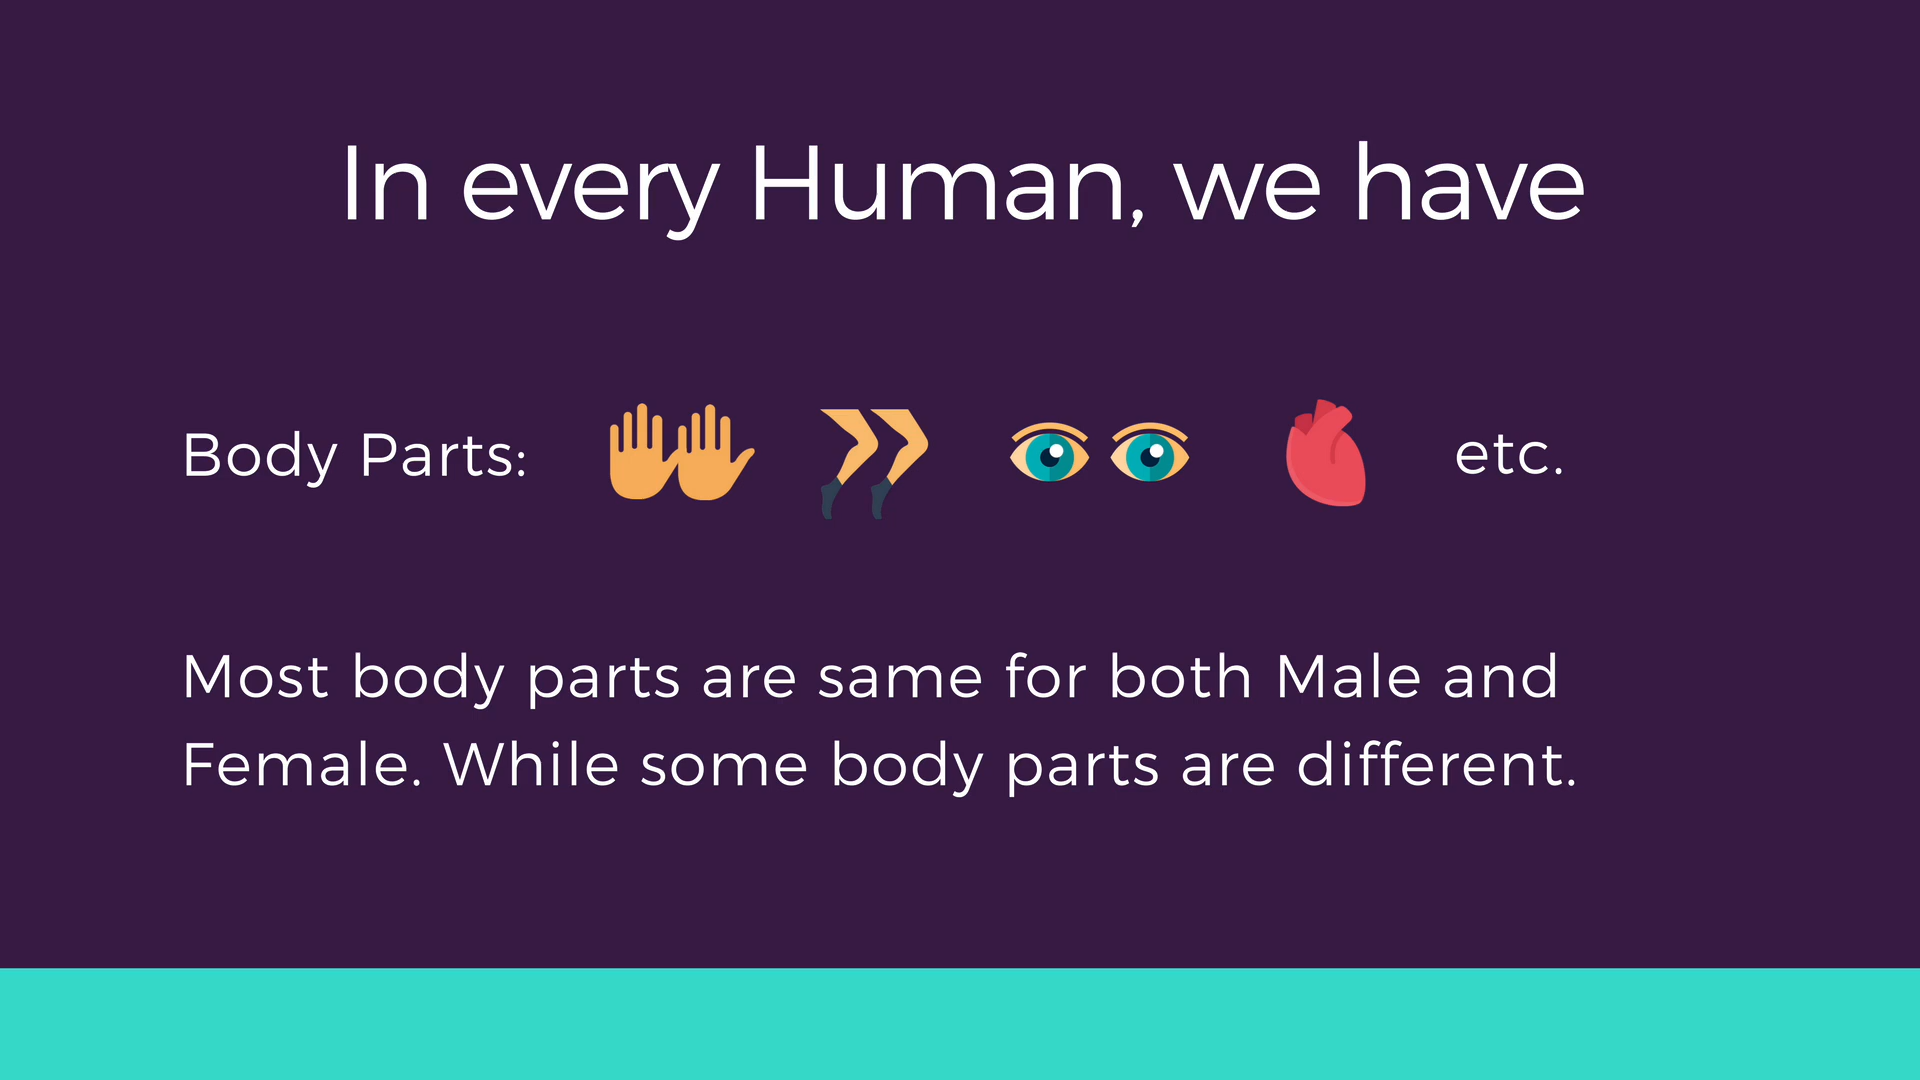 In every Human, we have
Body Parts: etc.
Most body parts are same for both Male and
Female. While some body parts are different.